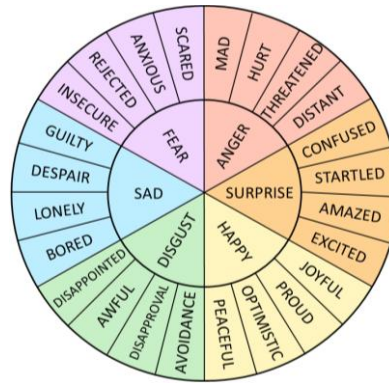 MAD
HURT
THREATENED
DISTANT
CONFUSED
STARTLED
AMAZED
EXCITED
JOYFUL
PROUD
OPTIMISTIC
PEACEFUL
AVOIDANCE
DISAPPROVAL
AWFUL
DISAPPOINTED
BORED
LONELY
DESPAIR
GUILTY
INSECURE
REJECTED
ANXIOUS
SCARED
ANGER
SURPRISE
HAPPY
DISGUST
SAD
FEAR